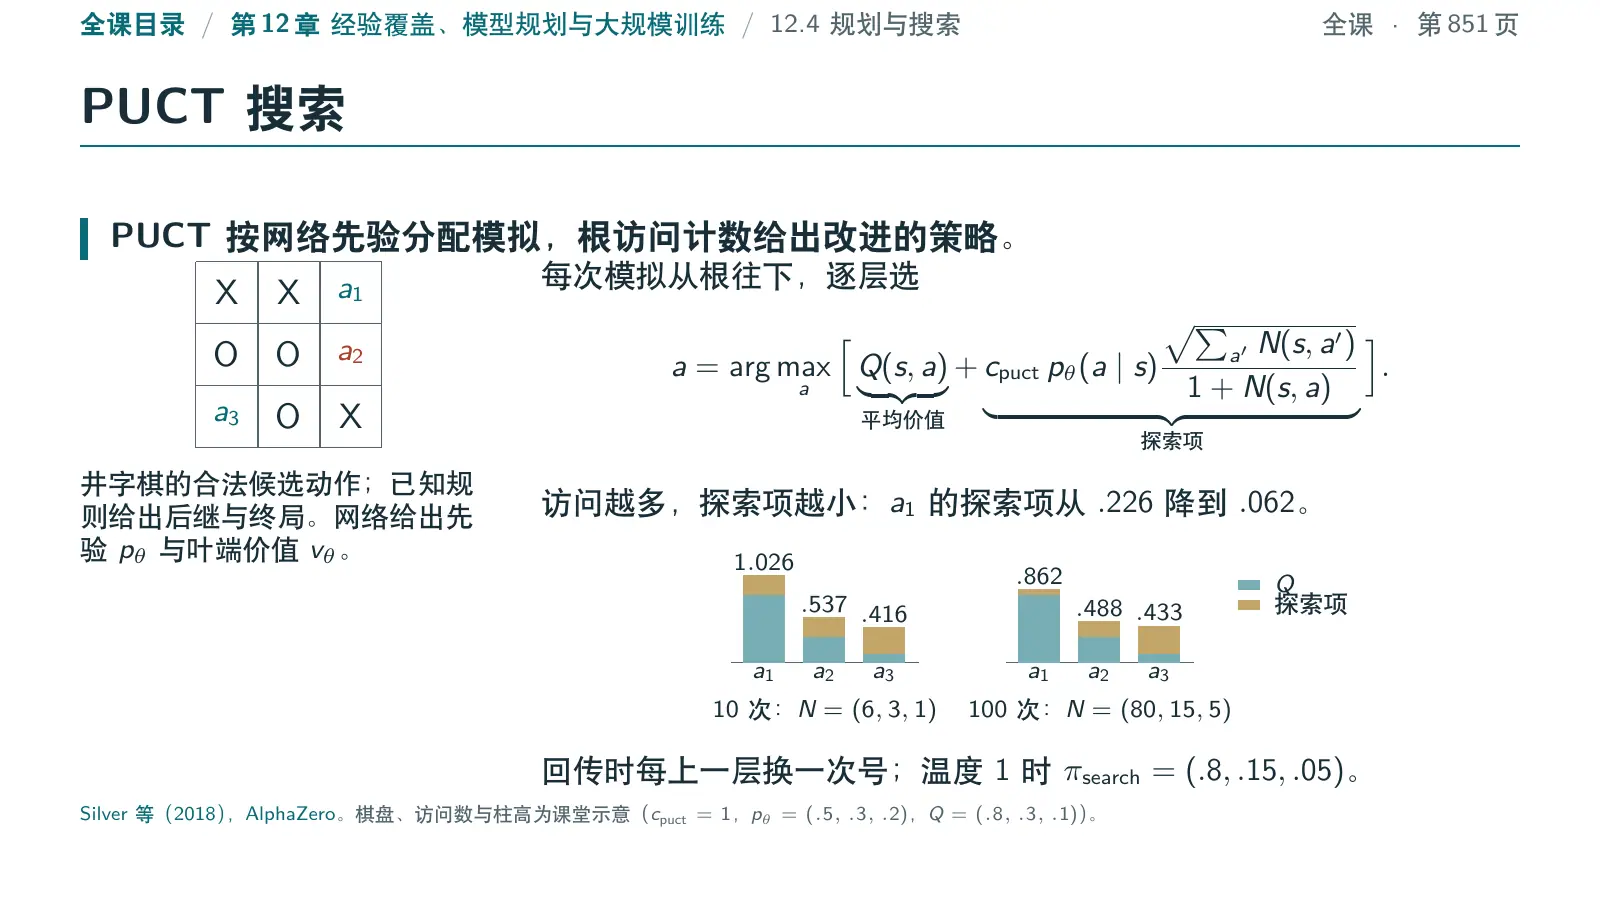 全课目录 / 第 12 章 经验覆盖、模型规划与大规模训练 / 12.4 规划与搜索
全课 · 第 851 页
PUCT 搜索
PUCT 按网络先验分配模拟，根访问计数给出改进的策略。
X X a₁
O O a₂
a₃ O X
井字棋的合法候选动作；已知规
则给出后继与终局。网络给出先
验 p_θ 与叶端价值 v_θ。
每次模拟从根往下，逐层选
a = arg max_a [ Q(s, a) + c_puct p_θ(a | s) √(∑_{a′} N(s, a′)) / (1 + N(s, a)) ].
平均价值
探索项
访问越多，探索项越小：a₁ 的探索项从 .226 降到 .062。
1.026 .537 .416
a₁ a₂ a₃
10 次：N = (6, 3, 1)
.862 .488 .433
a₁ a₂ a₃
100 次：N = (80, 15, 5)
Q
探索项
回传时每上一层换一次号；温度 1 时 π_search = (.8, .15, .05)。
Silver 等 (2018)，AlphaZero。棋盘、访问数与柱高为课堂示意（c_puct = 1，p_θ = (.5, .3, .2)，Q = (.8, .3, .1)）。